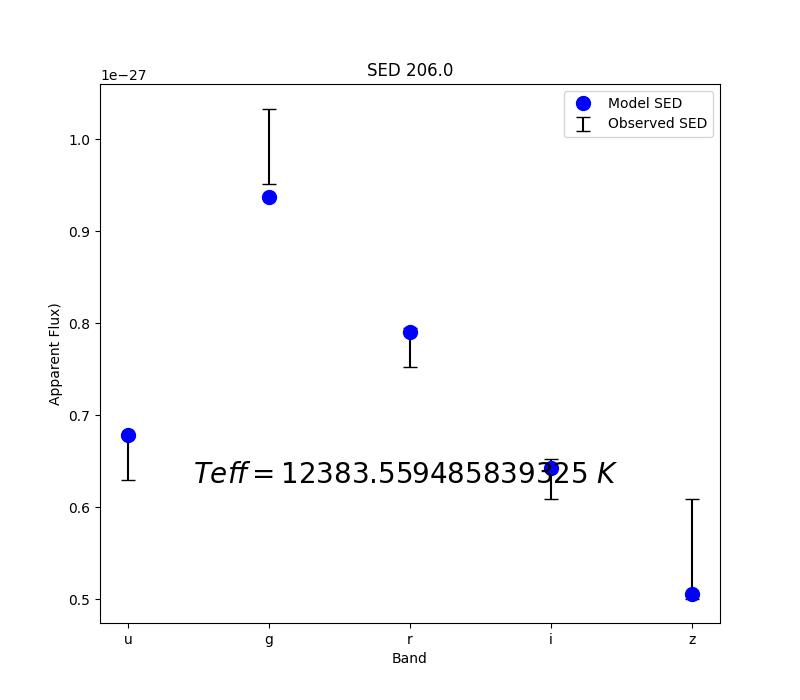 SED 206.0
1e−27
Model SED
Observed SED
1.0
0.9
0.8
0.7
0.6
0.5
Apparent Flux)
Teff = 12383.559485839325 K
u g r i z
Band